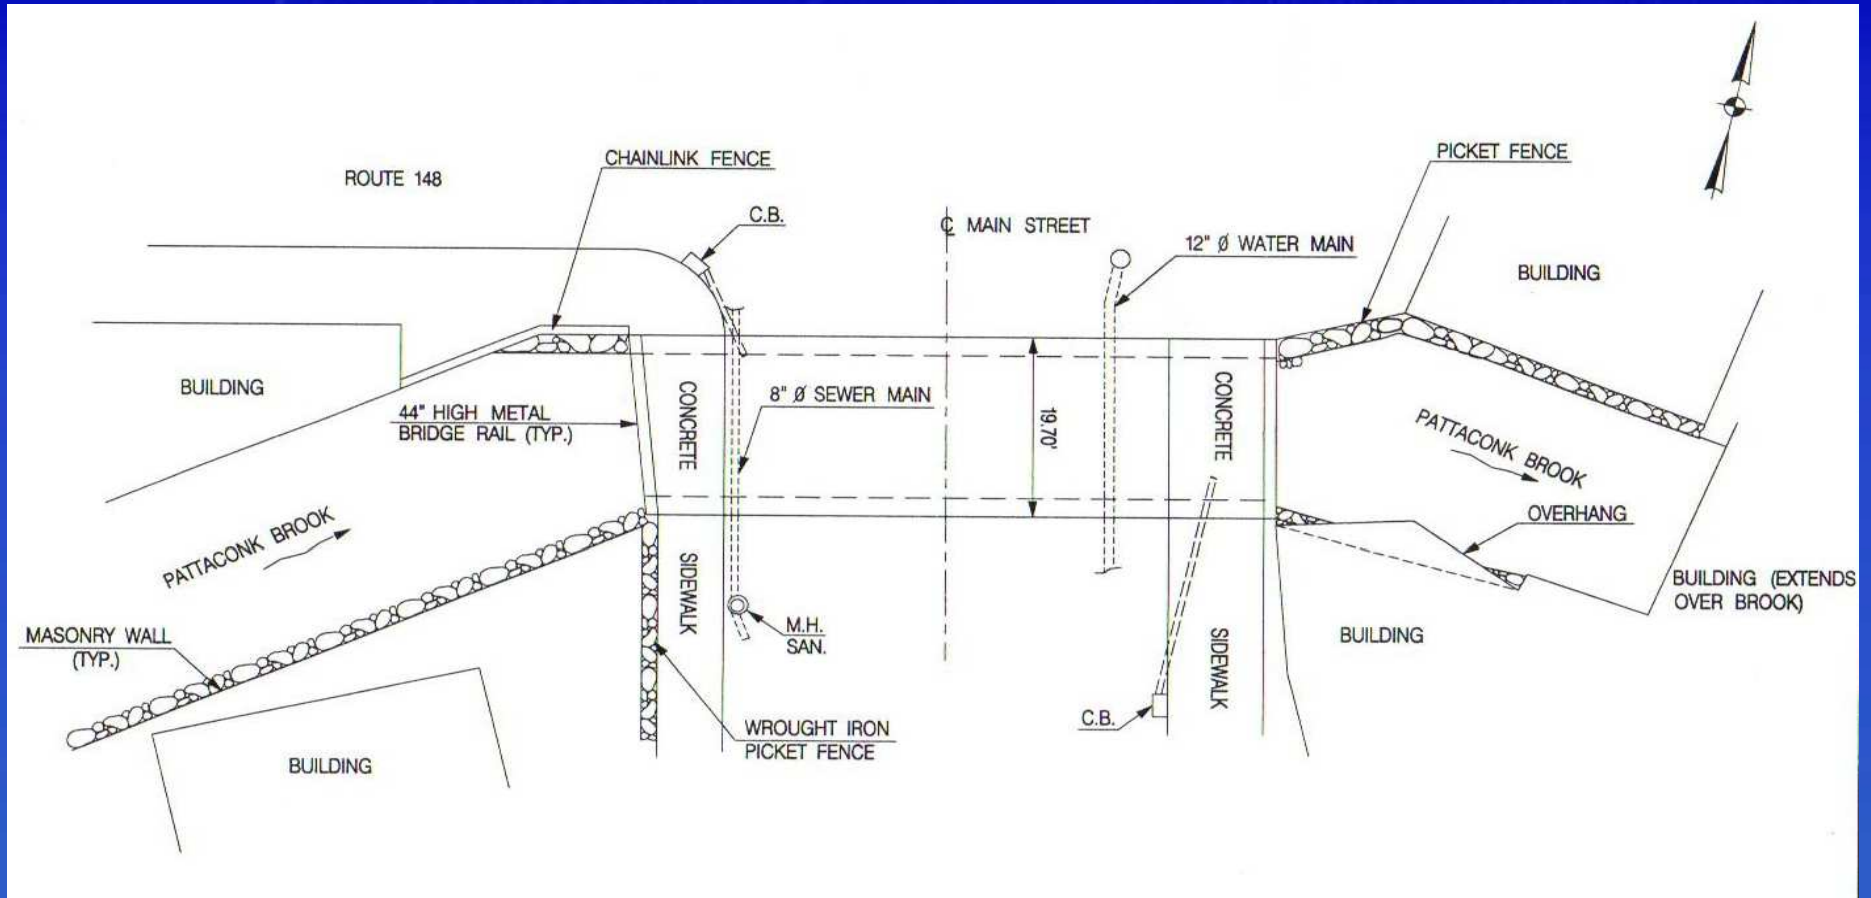 CHAINLINK FENCE
PICKET FENCE
ROUTE 148
C.B.
℄ MAIN STREET
12" Ø WATER MAIN
BUILDING
BUILDING
44" HIGH METAL
BRIDGE RAIL (TYP.)
CONCRETE
8" Ø SEWER MAIN
19.70'
CONCRETE
PATTACONK BROOK
PATTACONK BROOK
OVERHANG
SIDEWALK
BUILDING (EXTENDS
OVER BROOK)
MASONRY WALL
(TYP.)
M.H.
SAN.
BUILDING
SIDEWALK
C.B.
WROUGHT IRON
PICKET FENCE
BUILDING